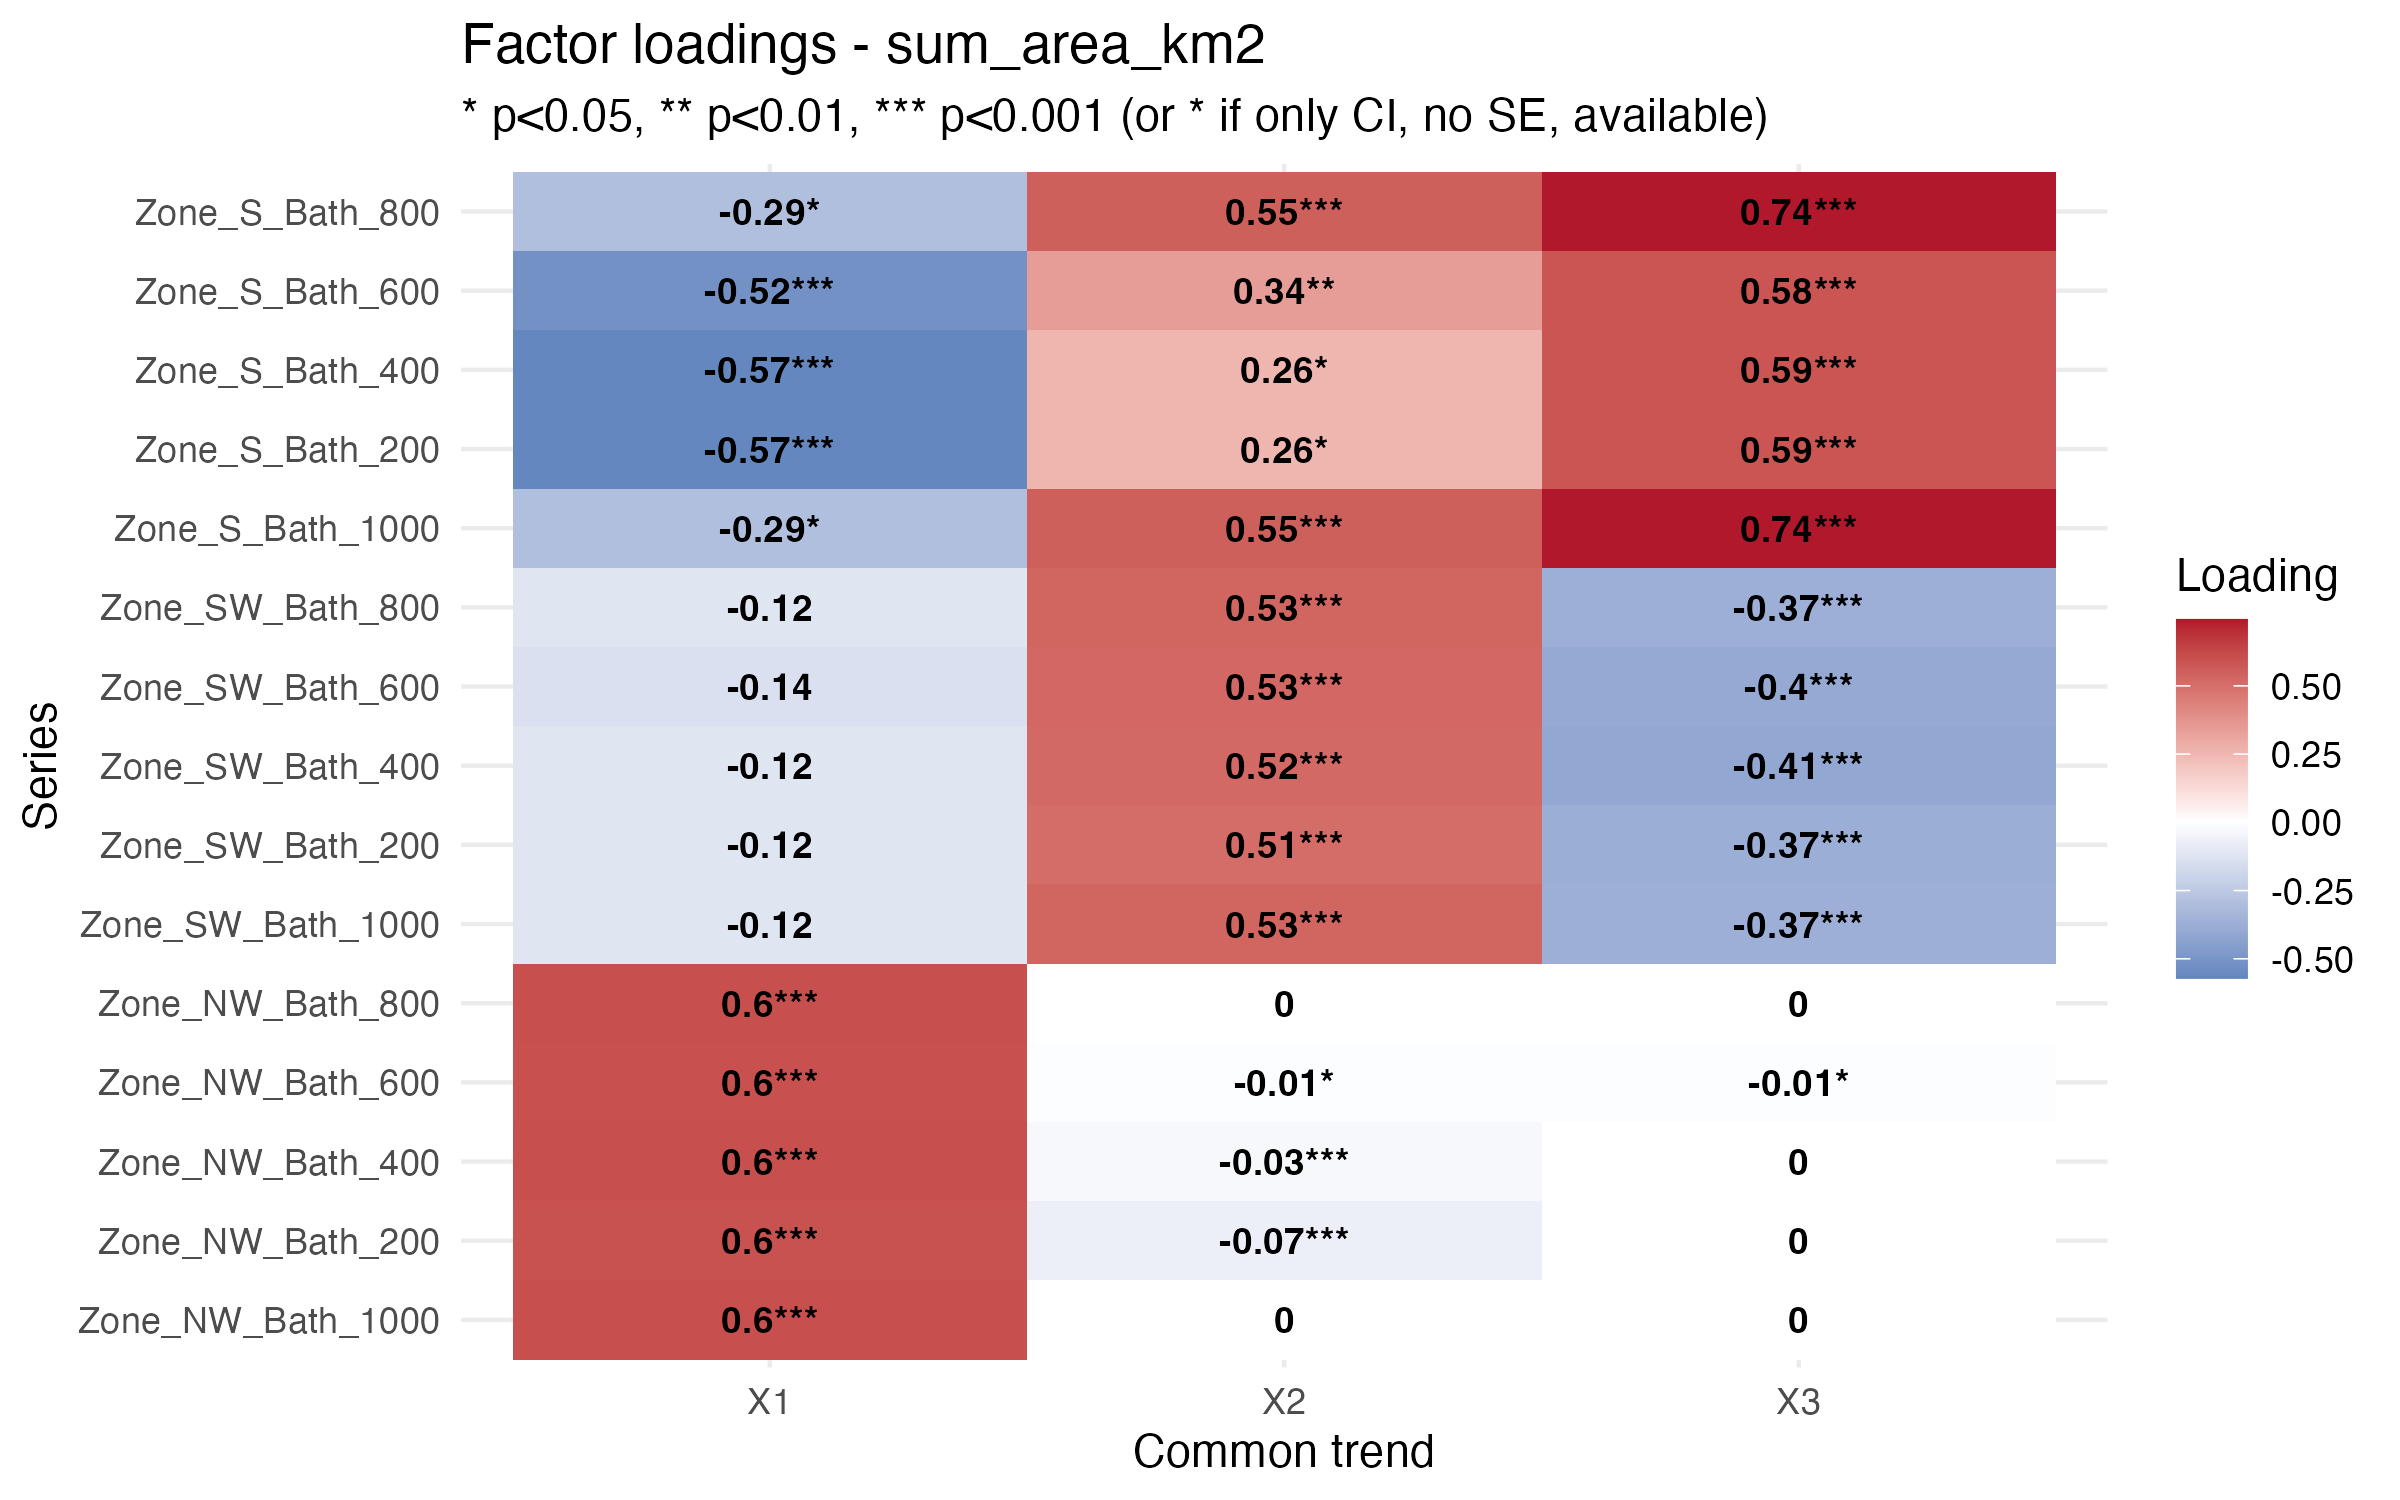 Factor loadings - sum_area_km2
* p<0.05, ** p<0.01, *** p<0.001 (or * if only CI, no SE, available)
Zone_S_Bath_800 -0.29* 0.55*** 0.74***
Zone_S_Bath_600 -0.52*** 0.34** 0.58***
Zone_S_Bath_400 -0.57*** 0.26* 0.59***
Zone_S_Bath_200 -0.57*** 0.26* 0.59***
Zone_S_Bath_1000 -0.29* 0.55*** 0.74***
Zone_SW_Bath_800 -0.12 0.53*** -0.37***
Zone_SW_Bath_600 -0.14 0.53*** -0.4***
Zone_SW_Bath_400 -0.12 0.52*** -0.41***
Zone_SW_Bath_200 -0.12 0.51*** -0.37***
Zone_SW_Bath_1000 -0.12 0.53*** -0.37***
Zone_NW_Bath_800 0.6*** 0 0
Zone_NW_Bath_600 0.6*** -0.01* -0.01*
Zone_NW_Bath_400 0.6*** -0.03*** 0
Zone_NW_Bath_200 0.6*** -0.07*** 0
Zone_NW_Bath_1000 0.6*** 0 0
X1 X2 X3
Common trend
Series
Loading
0.50
0.25
0.00
-0.25
-0.50